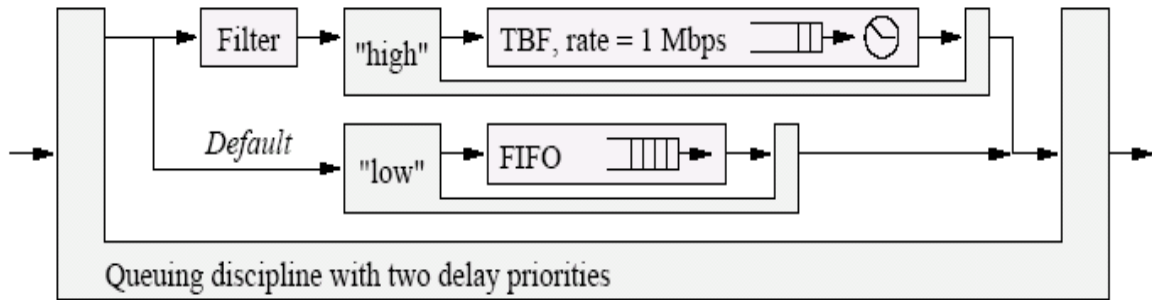 Filter
"high"
TBF, rate = 1 Mbps
Default
"low"
FIFO
Queuing discipline with two delay priorities